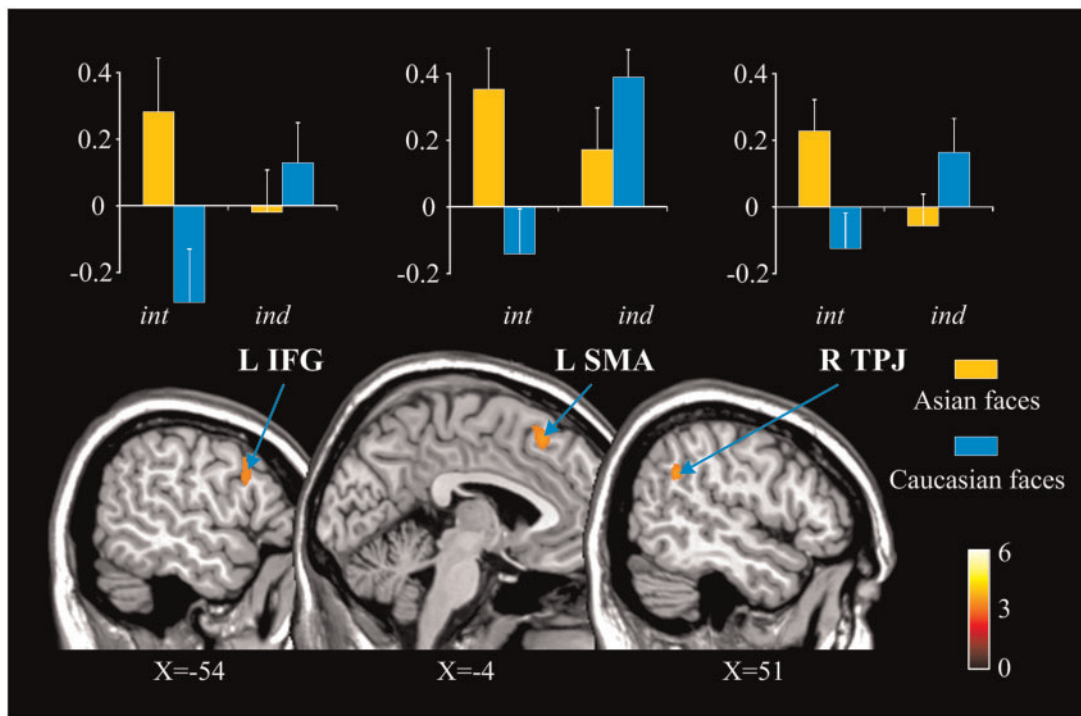 0.4 0.4 0.4
0.2 0.2 0.2
0 0 0
-0.2 -0.2 -0.2
int ind int ind int ind
L IFG L SMA R TPJ
Asian faces
Caucasian faces
6
3
0
X=-54 X=-4 X=51